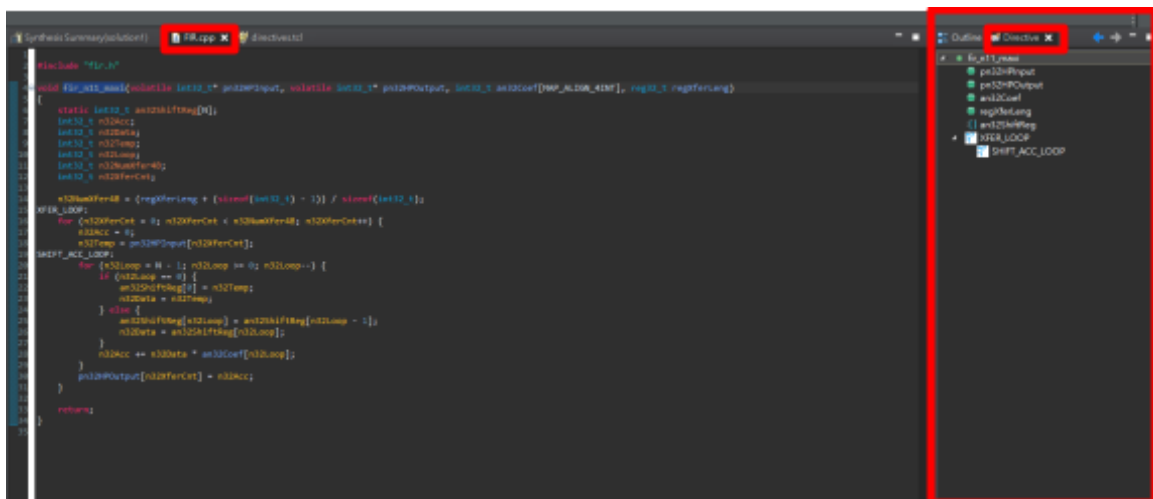 Synthesis Summary(solution1) FIR.cpp directives.tcl
#include "fir.h"
void fir_n11_maxi(volatile int32_t* pn32HPInput, volatile int32_t* pn32HPOutput, int32_t an32Coef[MAP_ALIGN_4INT], reg32_t regXferLeng)
{
static int32_t an32ShiftReg[N];
int32_t n32Acc;
int32_t n32Data;
int32_t n32Temp;
int32_t n32Loop;
int32_t n32NumXfer4B;
int32_t n32XferCnt;
n32NumXfer4B = (regXferLeng + (sizeof(int32_t) - 1)) / sizeof(int32_t);
XFER_LOOP:
for (n32XferCnt = 0; n32XferCnt < n32NumXfer4B; n32XferCnt++) {
n32Acc = 0;
n32Temp = pn32HPInput[n32XferCnt];
SHIFT_ACC_LOOP:
for (n32Loop = N - 1; n32Loop >= 0; n32Loop--) {
if (n32Loop == 0) {
an32ShiftReg[0] = n32Temp;
n32Data = n32Temp;
} else {
an32ShiftReg[n32Loop] = an32ShiftReg[n32Loop - 1];
n32Data = an32ShiftReg[n32Loop];
}
n32Acc += n32Data * an32Coef[n32Loop];
}
pn32HPOutput[n32XferCnt] = n32Acc;
}
return;
}
Outline Directive
fir_n11_maxi
pn32HPInput
pn32HPOutput
an32Coef
regXferLeng
an32ShiftReg
XFER_LOOP
SHIFT_ACC_LOOP